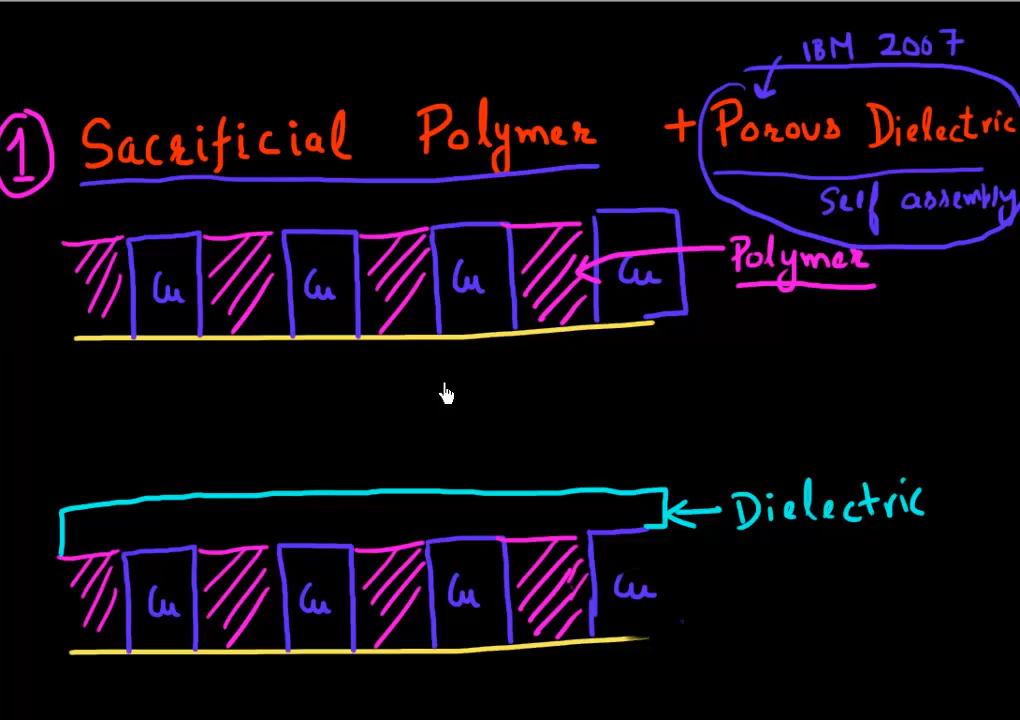 IBM 2007
1 Sacrificial Polymer + Porous Dielectric
Self assembly
Polymer
Cu Cu Cu Cu
Dielectric
Cu Cu Cu Cu